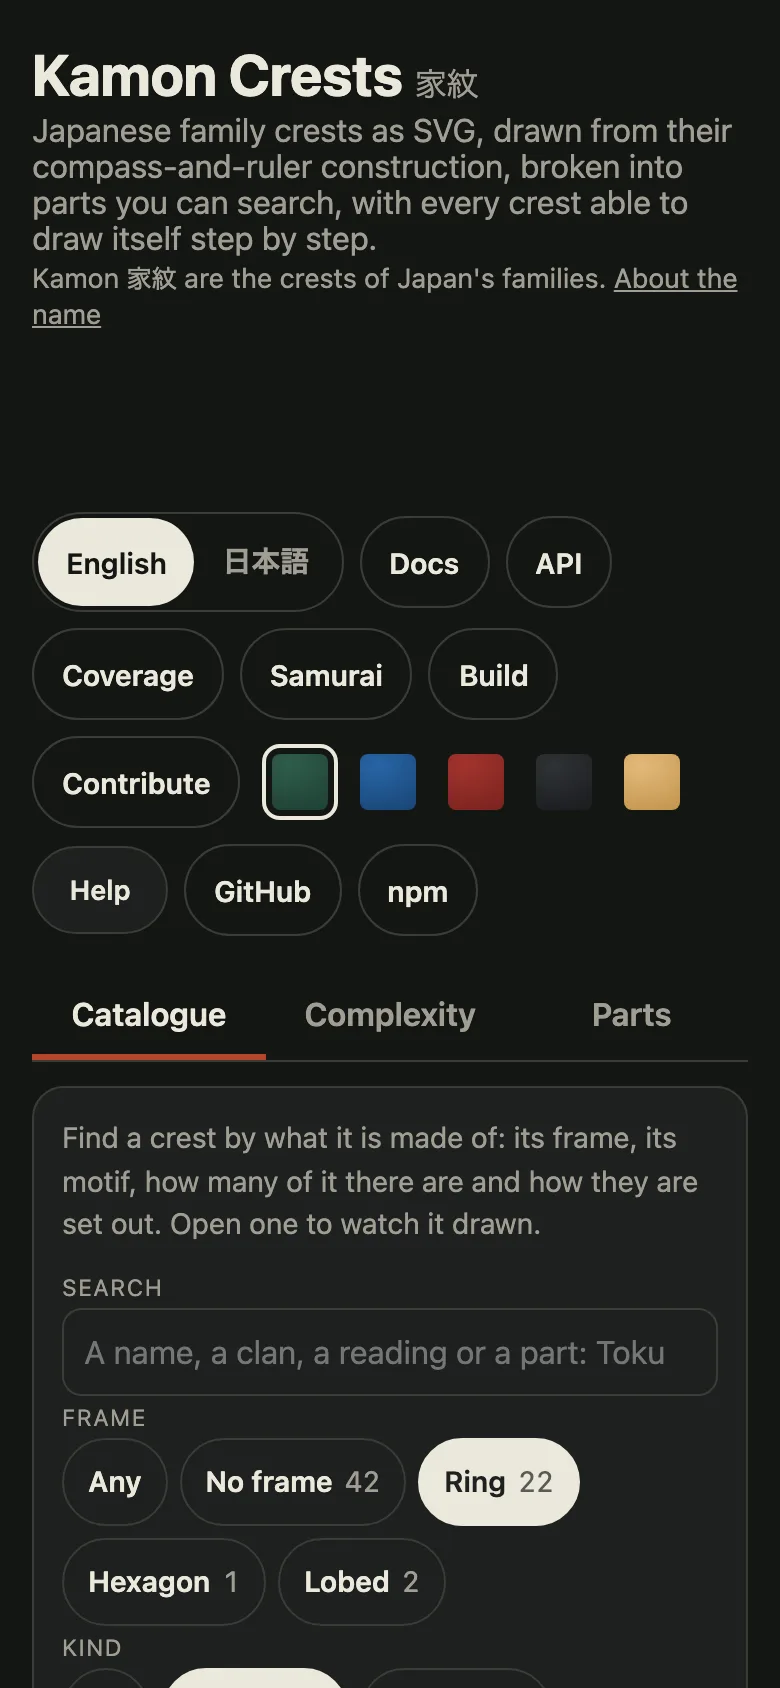 Kamon Crests 家紋
Japanese family crests as SVG, drawn from their
compass-and-ruler construction, broken into
parts you can search, with every crest able to
draw itself step by step.
Kamon 家紋 are the crests of Japan's families. About the
name
English 日本語 Docs API
Coverage Samurai Build
Contribute
Help GitHub npm
Catalogue Complexity Parts
Find a crest by what it is made of: its frame, its
motif, how many of it there are and how they are
set out. Open one to watch it drawn.
SEARCH
A name, a clan, a reading or a part: Toku
FRAME
Any No frame 42 Ring 22
Hexagon 1 Lobed 2
KIND